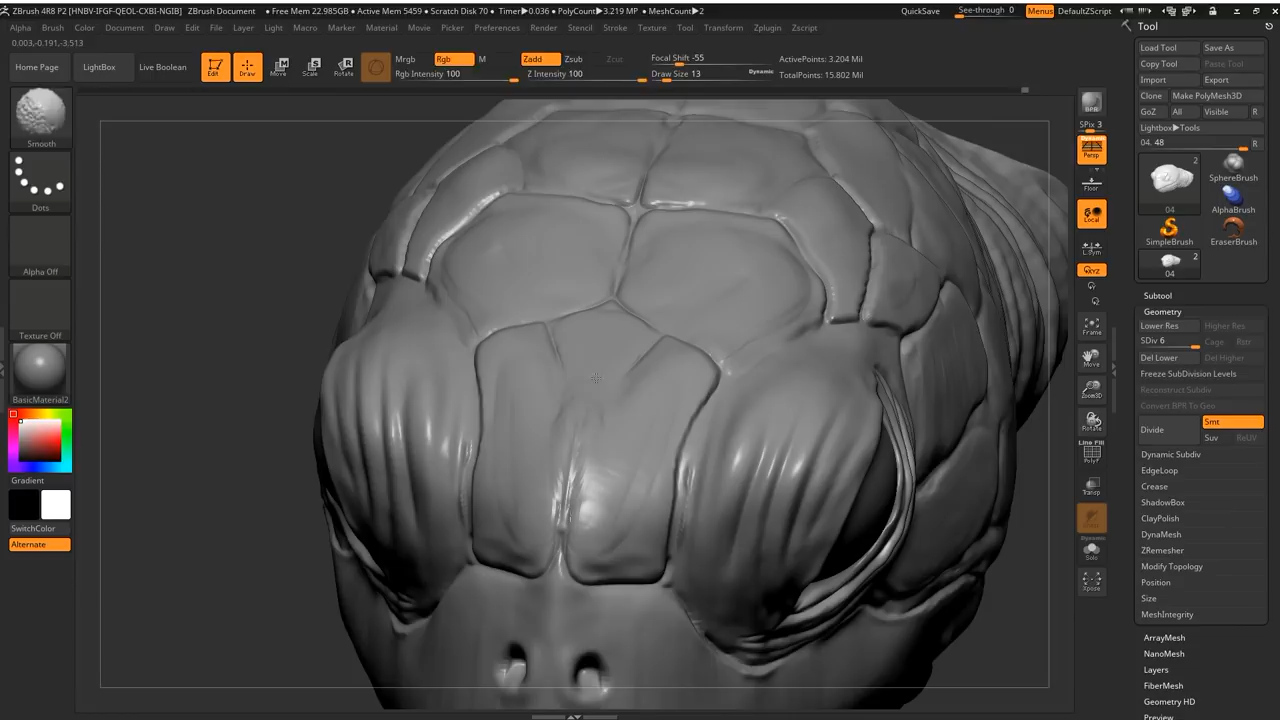 ZBrush 4R8 P2 [HNBV-IFGF-QEOL-CXBI-NGIB] ZBrush Document • Free Mem 22.985GB • Active Mem 5459 • Scratch Disk 70 • Timer▶0.036 • PolyCount▶3.219 MP • MeshCount▶2 QuickSave See-through 0 Menus DefaultZScript
Alpha Brush Color Document Draw Edit File Layer Light Macro Marker Material Movie Picker Preferences Render Stencil Stroke Texture Tool Transform Zplugin Zscript
0.003,-0.191,-3.513
Home Page LightBox Live Boolean
Edit Draw Move Scale Rotate
Mrgb Rgb M
Rgb Intensity 100
Zadd Zsub Zcut
Z Intensity 100
Focal Shift -55
Draw Size 13 Dynamic
ActivePoints: 3.204 Mil
TotalPoints: 15.802 Mil
Smooth
Dots
Alpha Off
Texture Off
BasicMaterial2
Gradient
SwitchColor
Alternate
BPR
SPix 3
Dynamic
Persp
Floor
Local
L.Sym
XYZ
Frame
Move
Zoom3D
Rotate
Line Fill
PolyF
Transp
Dynamic
Solo
Xpose
Tool
Load Tool Save As
Copy Tool Paste Tool
Import Export
Clone Make PolyMesh3D
GoZ All Visible R
Lightbox▶Tools
04. 48 R
2
04 SphereBrush
AlphaBrush
SimpleBrush EraserBrush
2
04
Subtool
Geometry
Lower Res Higher Res
SDiv 6 Cage Rstr
Del Lower Del Higher
Freeze SubDivision Levels
Reconstruct Subdiv
Convert BPR To Geo
Divide Smt
Suv ReUV
Dynamic Subdiv
EdgeLoop
Crease
ShadowBox
ClayPolish
DynaMesh
ZRemesher
Modify Topology
Position
Size
MeshIntegrity
ArrayMesh
NanoMesh
Layers
FiberMesh
Geometry HD
Preview